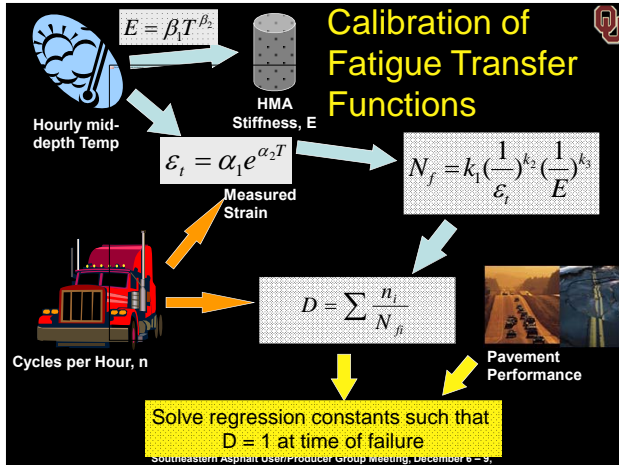 Calibration of
Fatigue Transfer
Functions
E = β₁T^β₂
HMA
Stiffness, E
Hourly mid-
depth Temp
εₜ = α₁e^(α₂T)
Measured
Strain
N_f = k₁(1/εₜ)^k₂(1/E)^k₃
D = ∑ nᵢ/N_fi
Cycles per Hour, n
Pavement
Performance
Solve regression constants such that
D = 1 at time of failure
Southeastern Asphalt User/Producer Group Meeting, December 6 – 9,